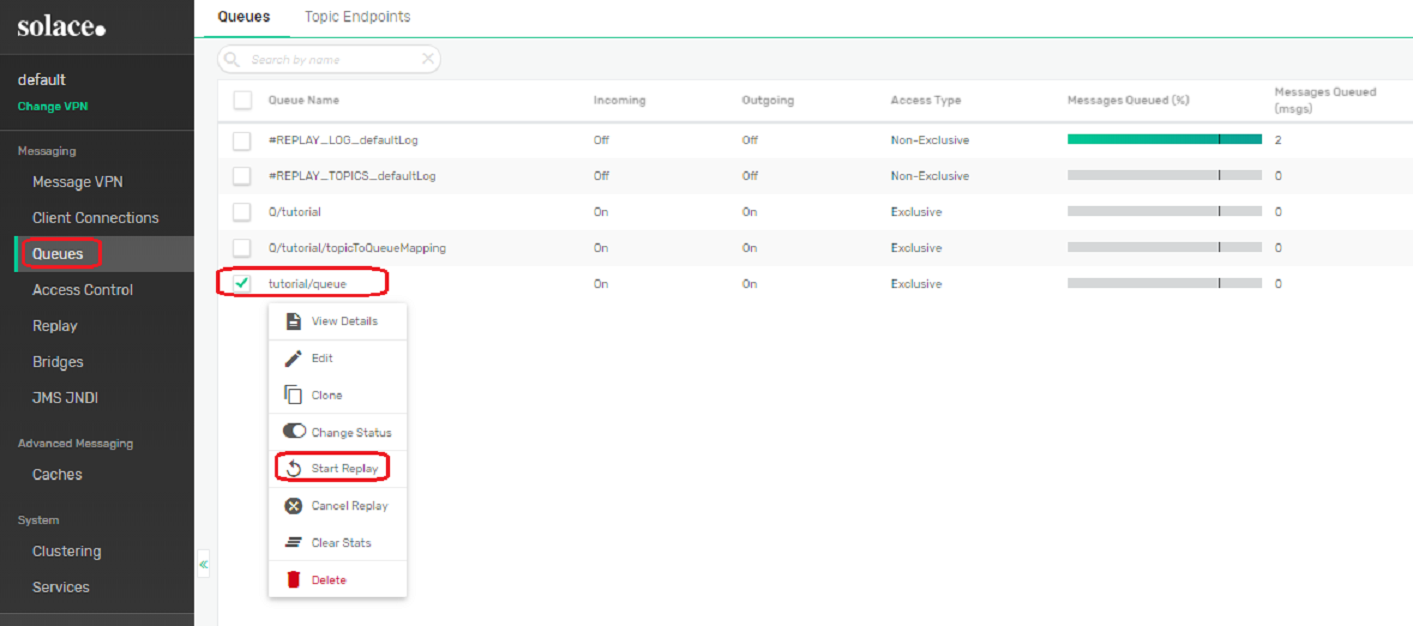 solace.
Queues Topic Endpoints
Search by name
default
Change VPN
Queue Name Incoming Outgoing Access Type Messages Queued (%) Messages Queued
(msgs)
#REPLAY_LOG_defaultLog Off Off Non-Exclusive 2
#REPLAY_TOPICS_defaultLog Off Off Non-Exclusive 0
Q/tutorial On On Exclusive 0
Q/tutorial/topicToQueueMapping On On Exclusive 0
tutorial/queue On On Exclusive 0
Messaging
Message VPN
Client Connections
Queues
Access Control
Replay
Bridges
JMS JNDI
Advanced Messaging
Caches
System
Clustering
Services
View Details
Edit
Clone
Change Status
Start Replay
Cancel Replay
Clear Stats
Delete